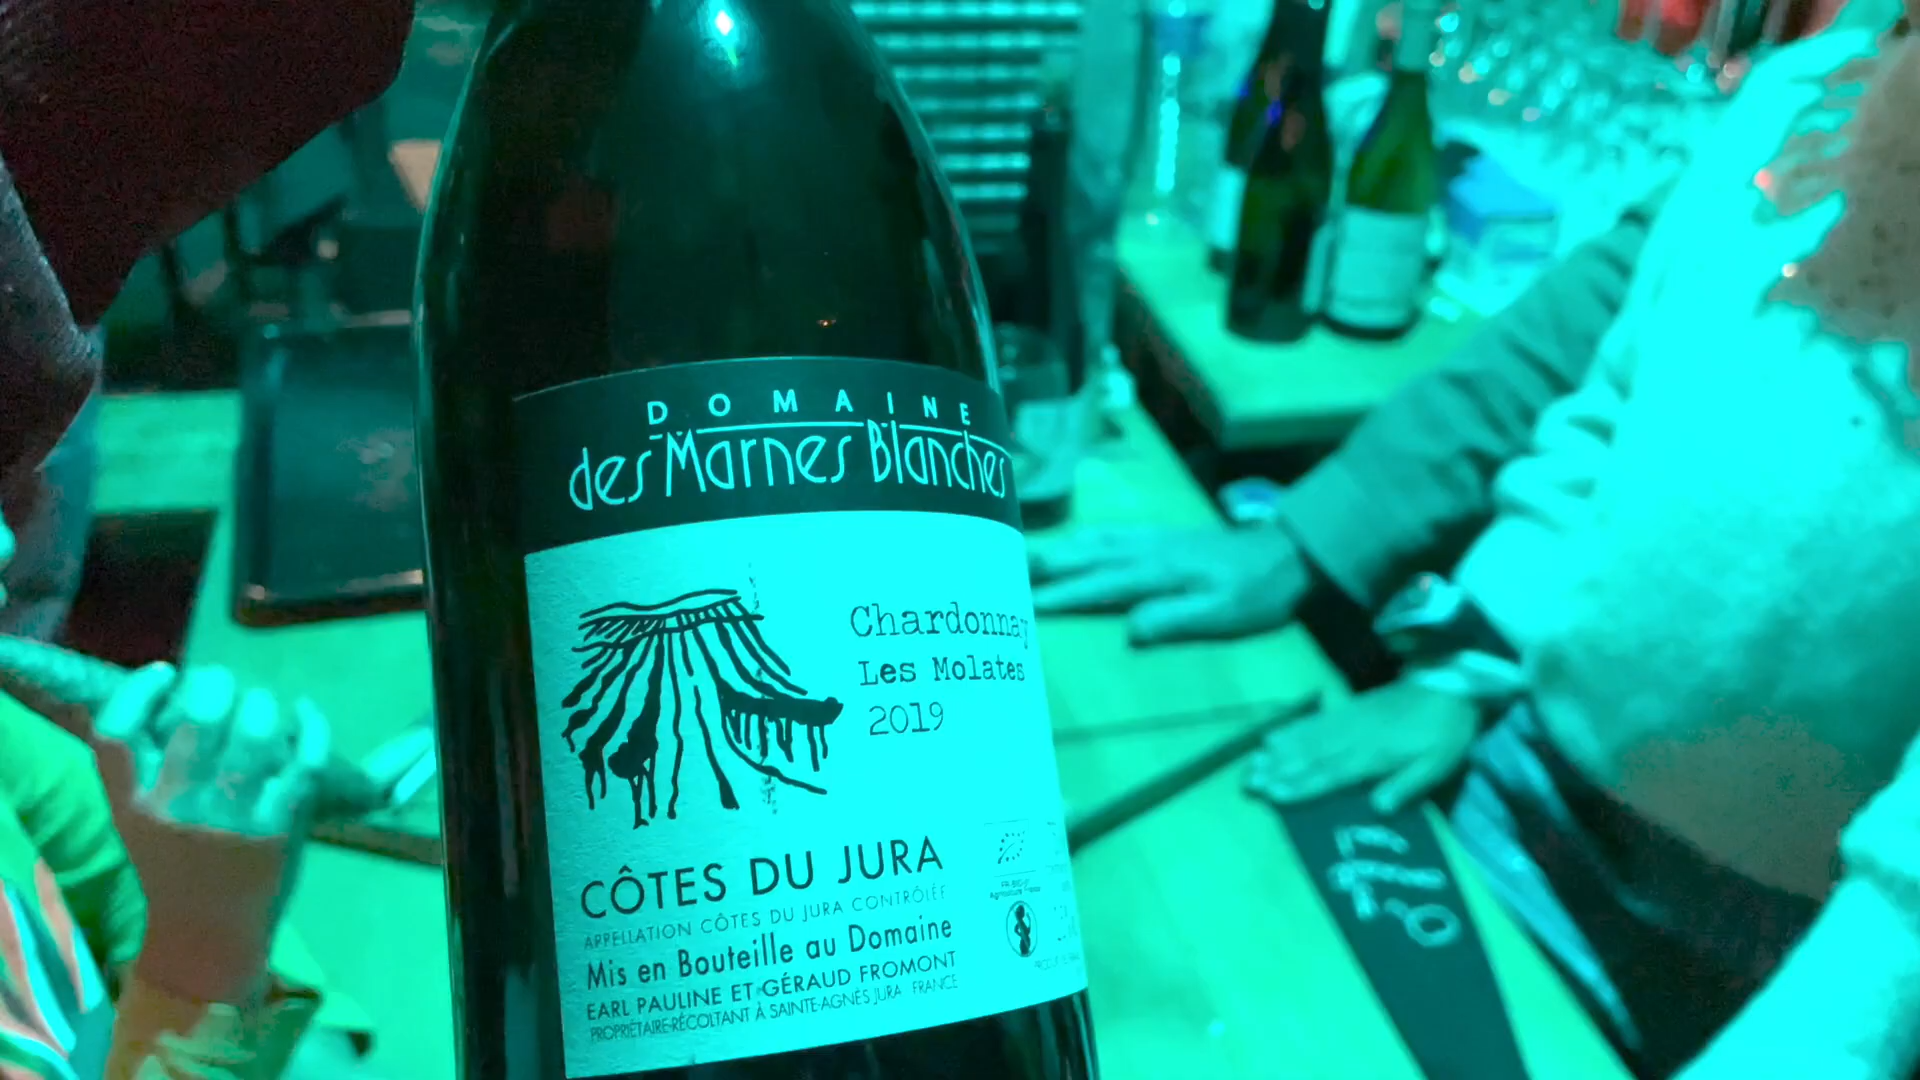 DOMAINE
des Marnes Blanches
Chardonnay
Les Molates
2019
CÔTES DU JURA
APPELLATION CÔTES DU JURA CONTRÔLÉE
Mis en Bouteille au Domaine
EARL PAULINE ET GÉRAUD FROMONT
PROPRIÉTAIRE-RÉCOLTANT À SAINTE-AGNÈS JURA FRANCE